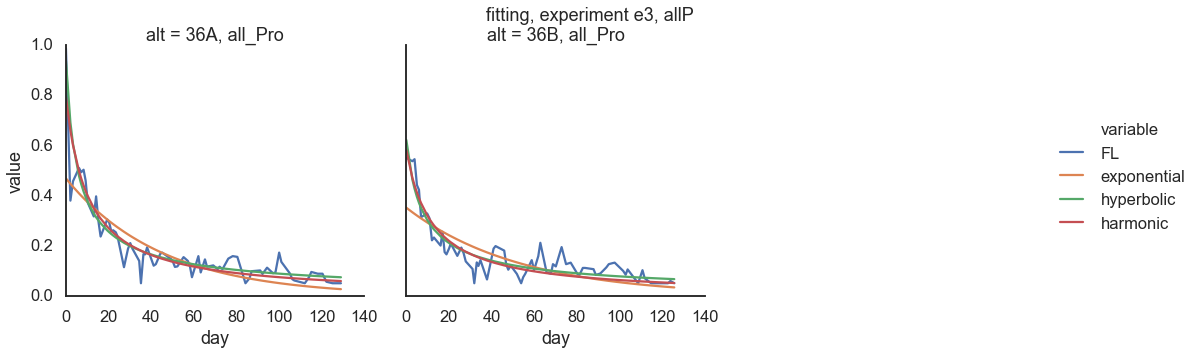 fitting, experiment e3, allP
alt = 36A, all_Pro
alt = 36B, all_Pro
value
1.0
0.8
0.6
0.4
0.2
0.0
0 20 40 60 80 100 120 140
day
0 20 40 60 80 100 120 140
day
variable
FL
exponential
hyperbolic
harmonic